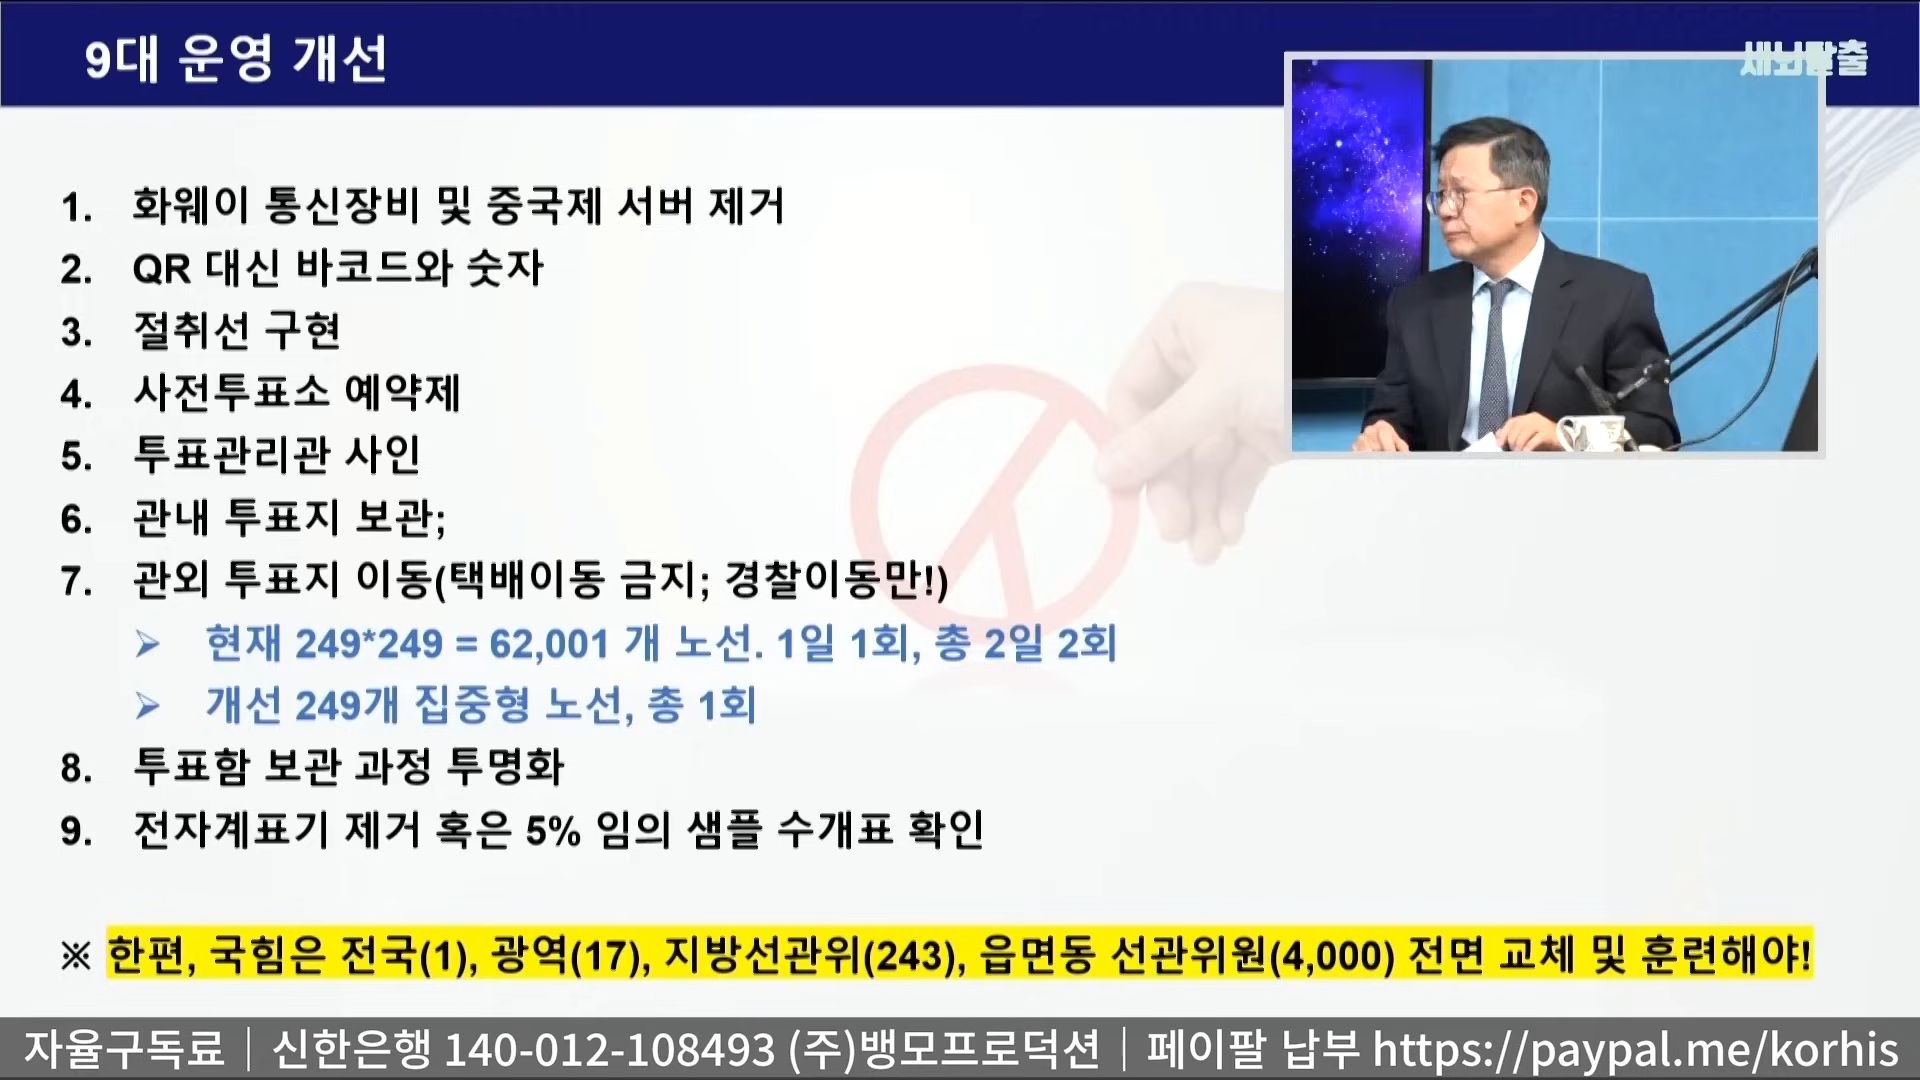 9대 운영 개선
세뇌탈출
1. 화웨이 통신장비 및 중국제 서버 제거
2. QR 대신 바코드와 숫자
3. 절취선 구현
4. 사전투표소 예약제
5. 투표관리관 사인
6. 관내 투표지 보관;
7. 관외 투표지 이동(택배이동 금지; 경찰이동만!)
➢ 현재 249*249 = 62,001 개 노선. 1일 1회, 총 2일 2회
➢ 개선 249개 집중형 노선, 총 1회
8. 투표함 보관 과정 투명화
9. 전자계표기 제거 혹은 5% 임의 샘플 수개표 확인
※ 한편, 국힘은 전국(1), 광역(17), 지방선관위(243), 읍면동 선관위원(4,000) 전면 교체 및 훈련해야!
자율구독료｜신한은행 140-012-108493 (주)뱅모프로덕션｜페이팔 납부 https://paypal.me/korhis